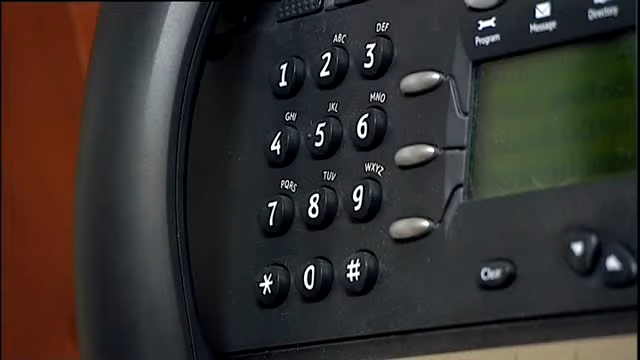 Program Message Directory
ABC DEF
1 2 3
GHI JKL MNO
4 5 6
PQRS TUV WXYZ
7 8 9
* 0 #
Clear